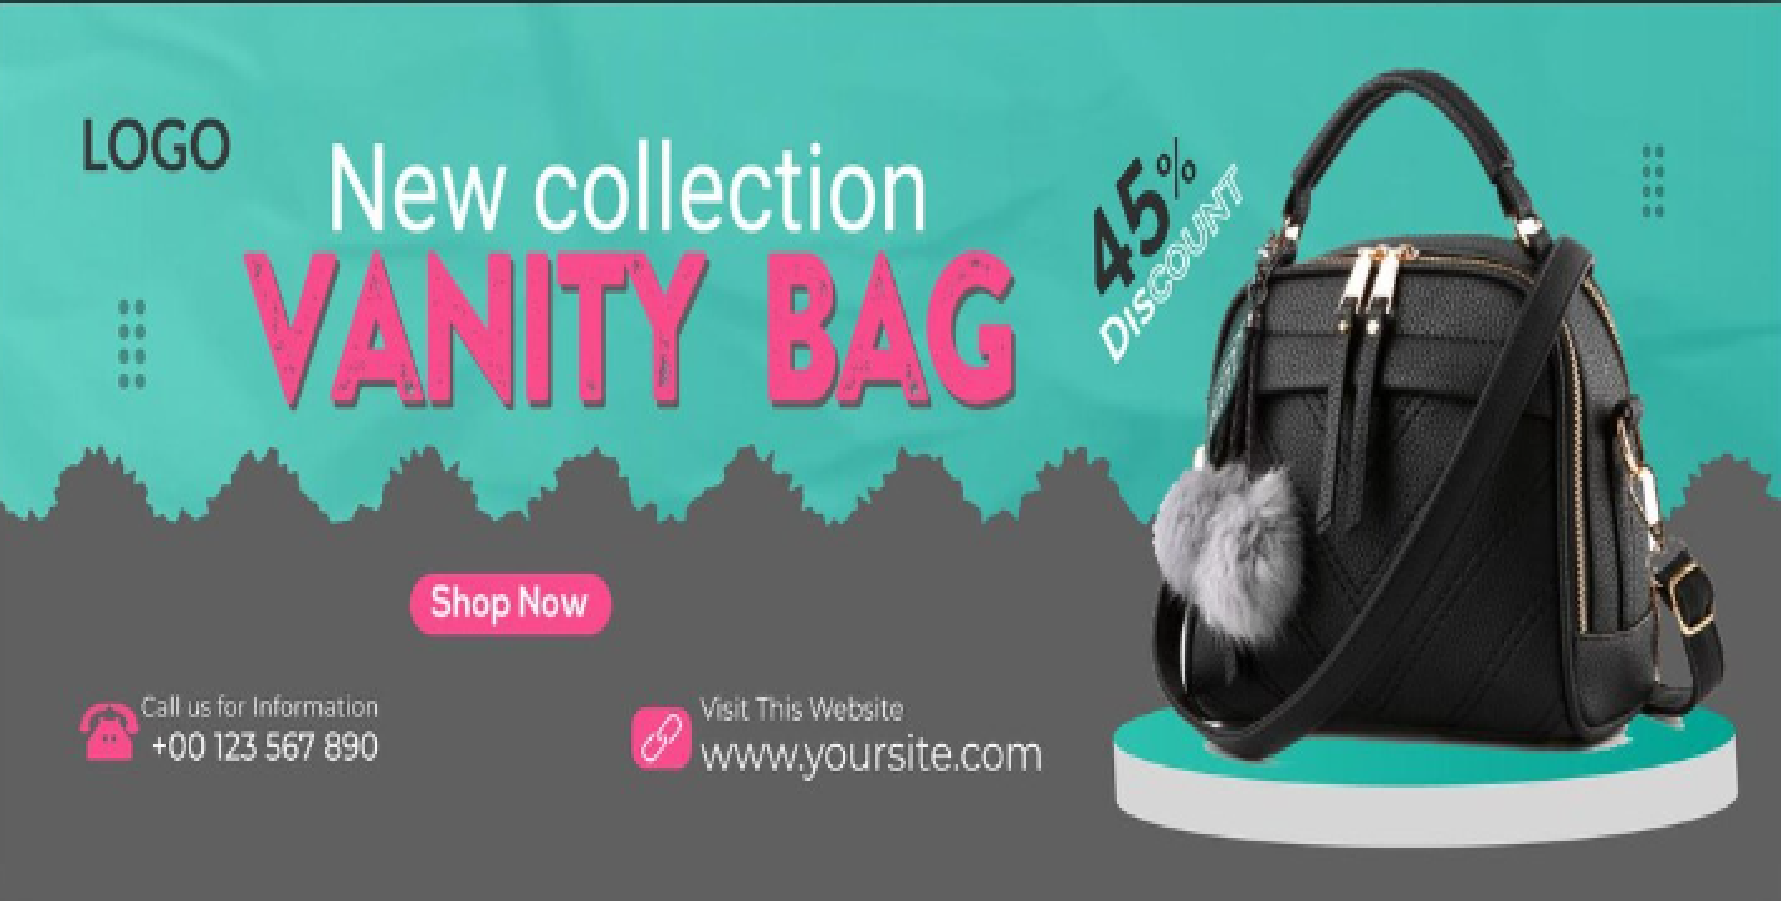 LOGO
New collection
VANITY BAG
45%
DISCOUNT
Shop Now
Call us for Information
+00 123 567 890
Visit This Website
www.yoursite.com